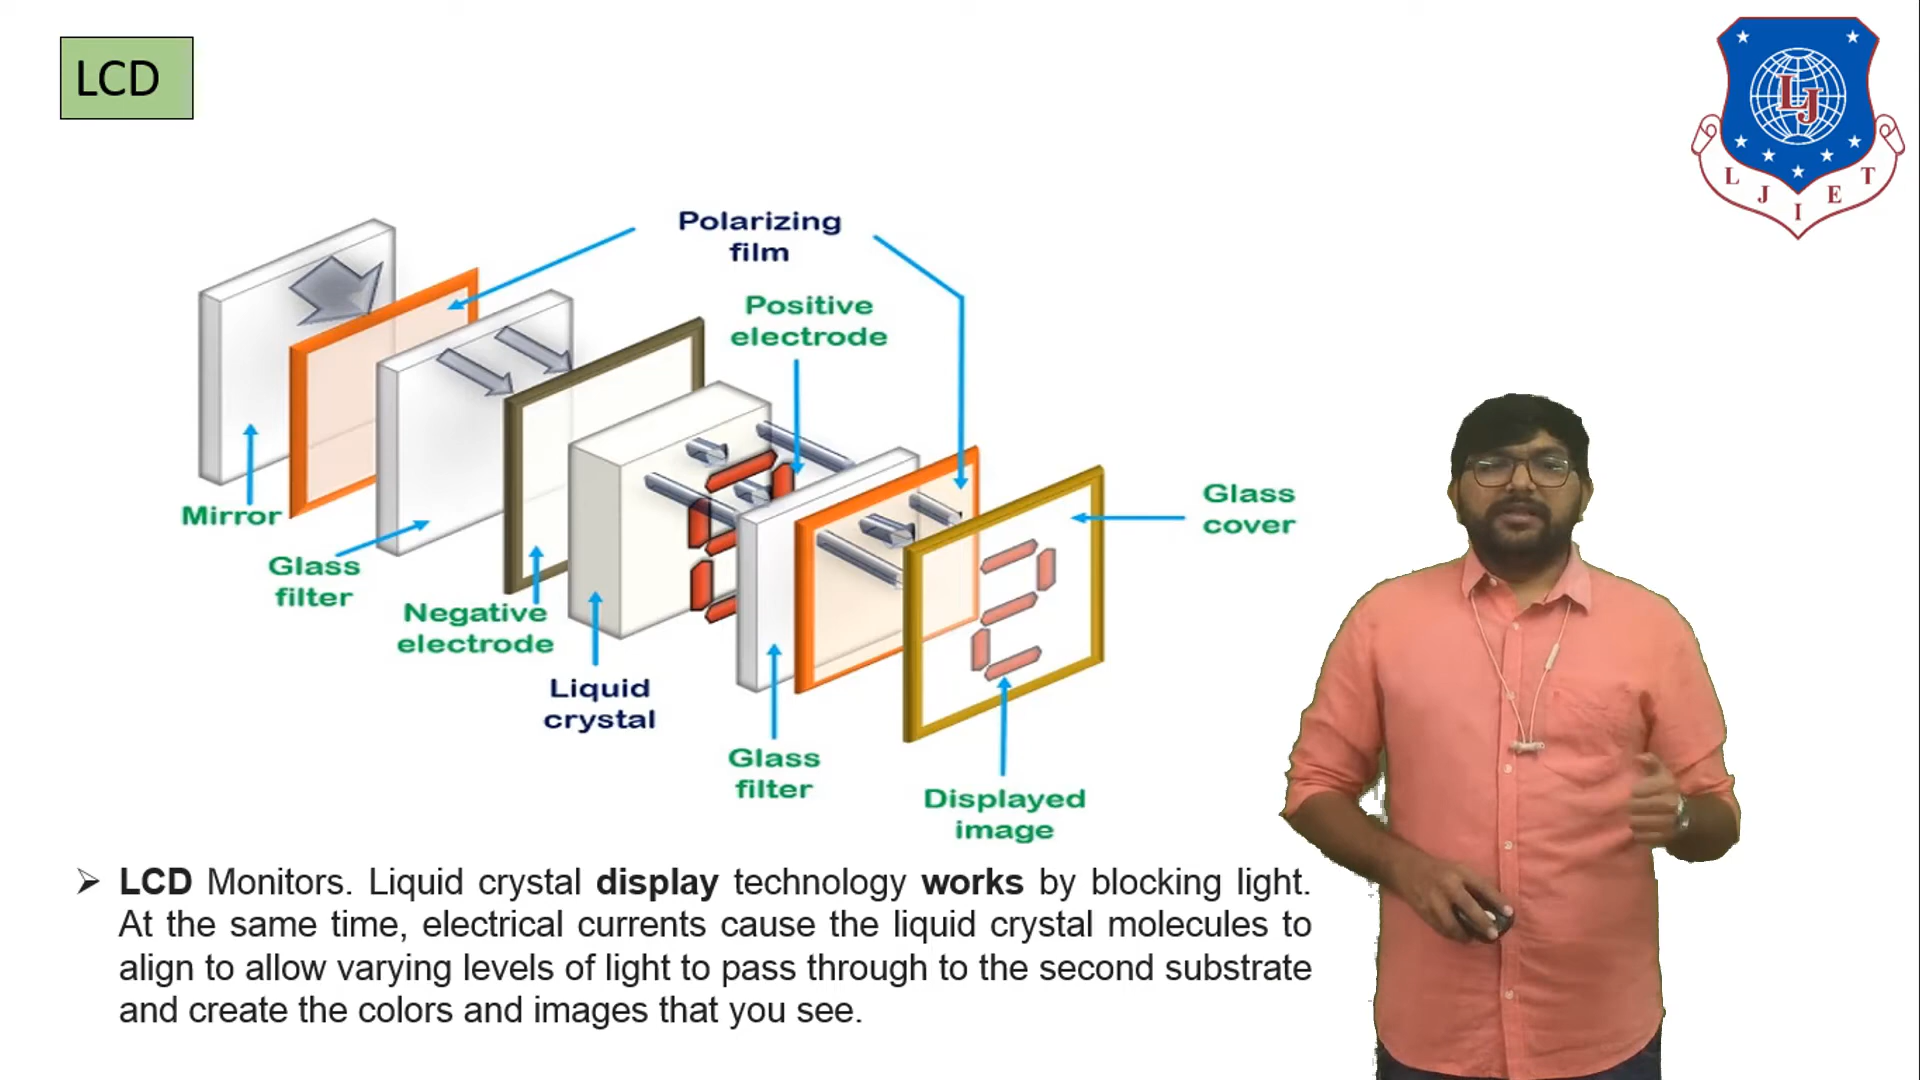 LCD
L J
L J I E T
Polarizing
film
Positive
electrode
Glass
cover
Mirror
Glass
filter
Negative
electrode
Liquid
crystal
Glass
filter
Displayed
image
LCD Monitors. Liquid crystal display technology works by blocking light.
At the same time, electrical currents cause the liquid crystal molecules to
align to allow varying levels of light to pass through to the second substrate
and create the colors and images that you see.